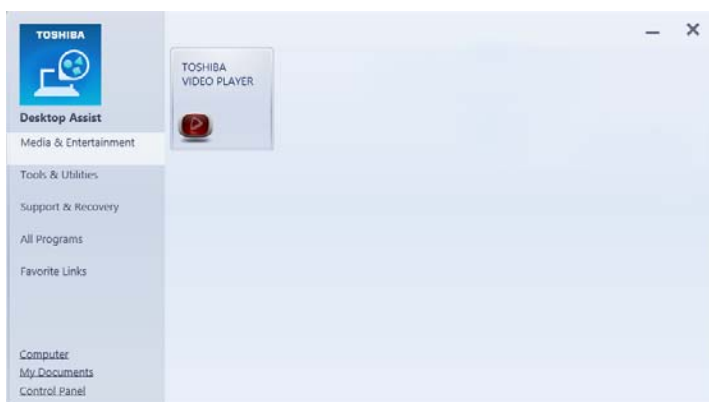 TOSHIBA
Desktop Assist
Media & Entertainment
Tools & Utilities
Support & Recovery
All Programs
Favorite Links
Computer
My Documents
Control Panel
TOSHIBA
VIDEO PLAYER